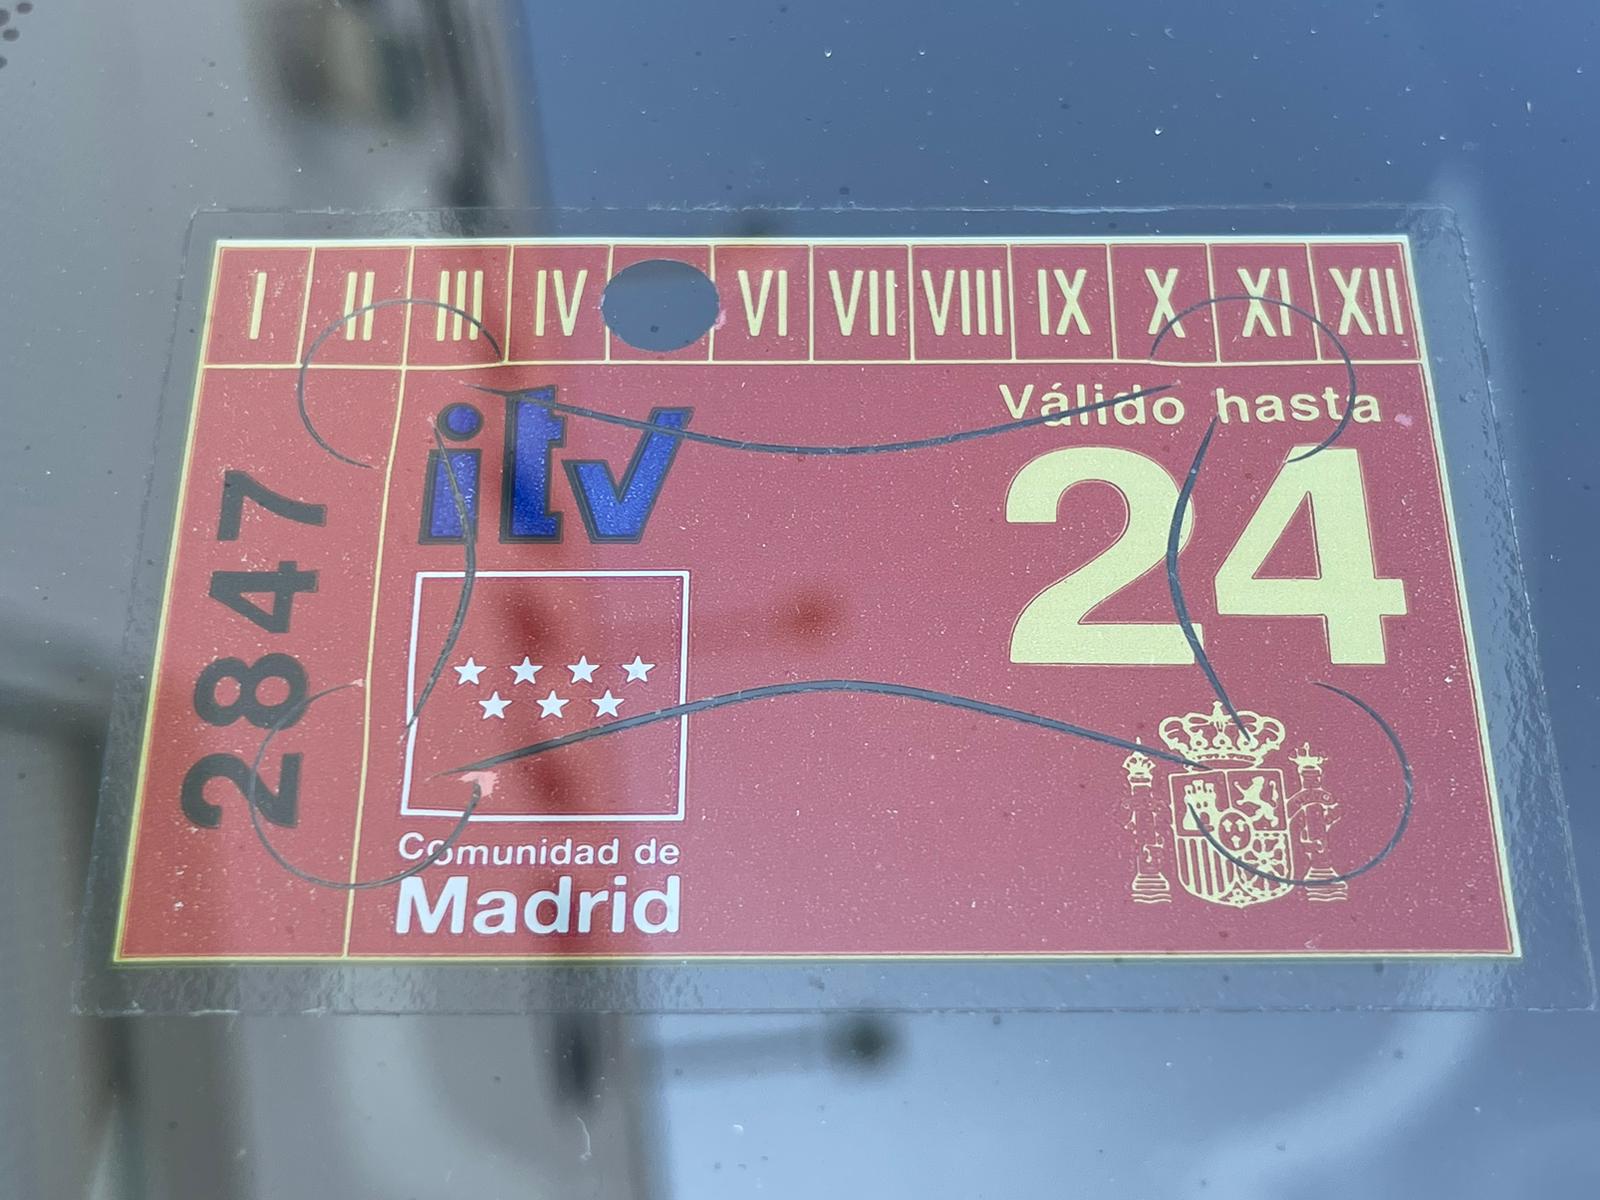 I II III IV VI VII VIII IX X XI XII
2847
itv
Válido hasta
24
Comunidad de
Madrid